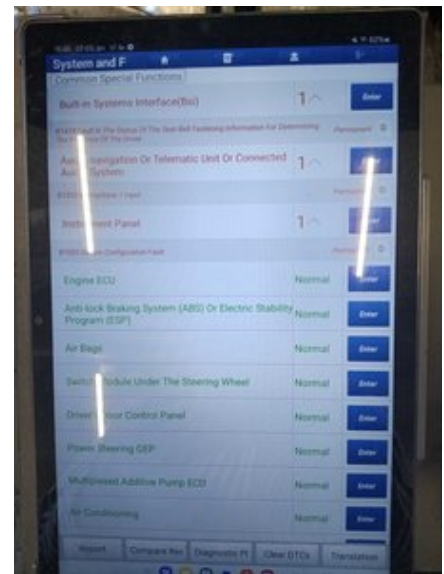 System and F
Common Special Functions
Built-in Systems Interface(Bsi)
1
Enter
Permanent
Navigation Or Telematic Unit Or Connected
System
1
Instrument Panel
1
Configuration Fault
Engine ECU
Normal
Enter
Anti-lock Braking System (ABS) Or Electric Stability
Program (ESP)
Normal
Enter
Air Bags
Normal
Enter
Switch Module Under The Steering Wheel
Normal
Enter
Driver's Door Control Panel
Normal
Enter
Power Steering GEP
Normal
Enter
Multiplexed Additive Pump ECU
Normal
Enter
Air Conditioning
Normal
Enter
Report
Compare Res
Diagnostic Pl
Clear DTCs
Translation